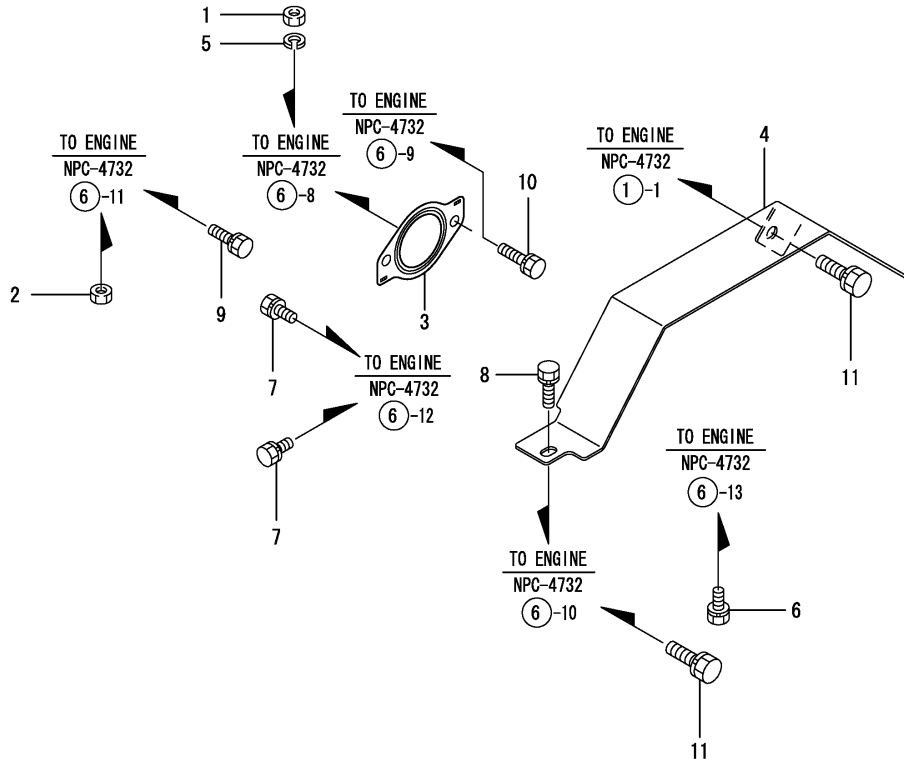 1
5
TO ENGINE
NPC-4732
6-9
TO ENGINE
NPC-4732
6-11
TO ENGINE
NPC-4732
6-8
TO ENGINE
NPC-4732
1-1
4
10
2
9
3
7
TO ENGINE
NPC-4732
6-12
8
11
7
TO ENGINE
NPC-4732
6-13
TO ENGINE
NPC-4732
6-10
6
11